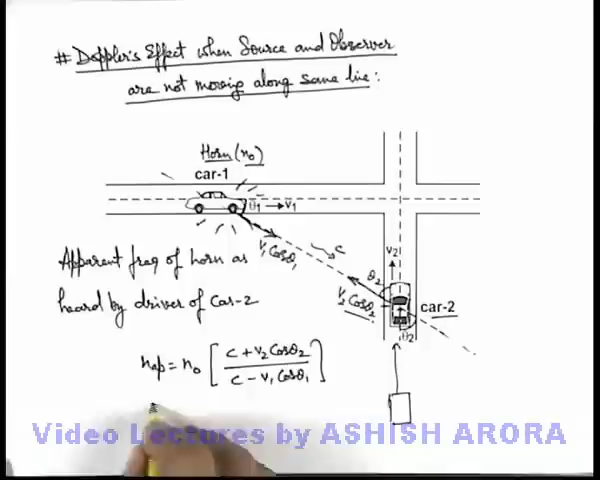 # Doppler's Effect when Source and Observer
are not moving along same line:
Horn (n₀)
car-1
θ₁ → v₁
V₁ Cosθ₁
C
v₂
θ₂
V₂ Cosθ₂
car-2
θ₂
Apparent freq of horn as
heard by driver of Car-2
nₐₚ = n₀ [ C + V₂ Cosθ₂ / C - V₁ Cosθ₁ ]
Video Lectures by ASHISH ARORA